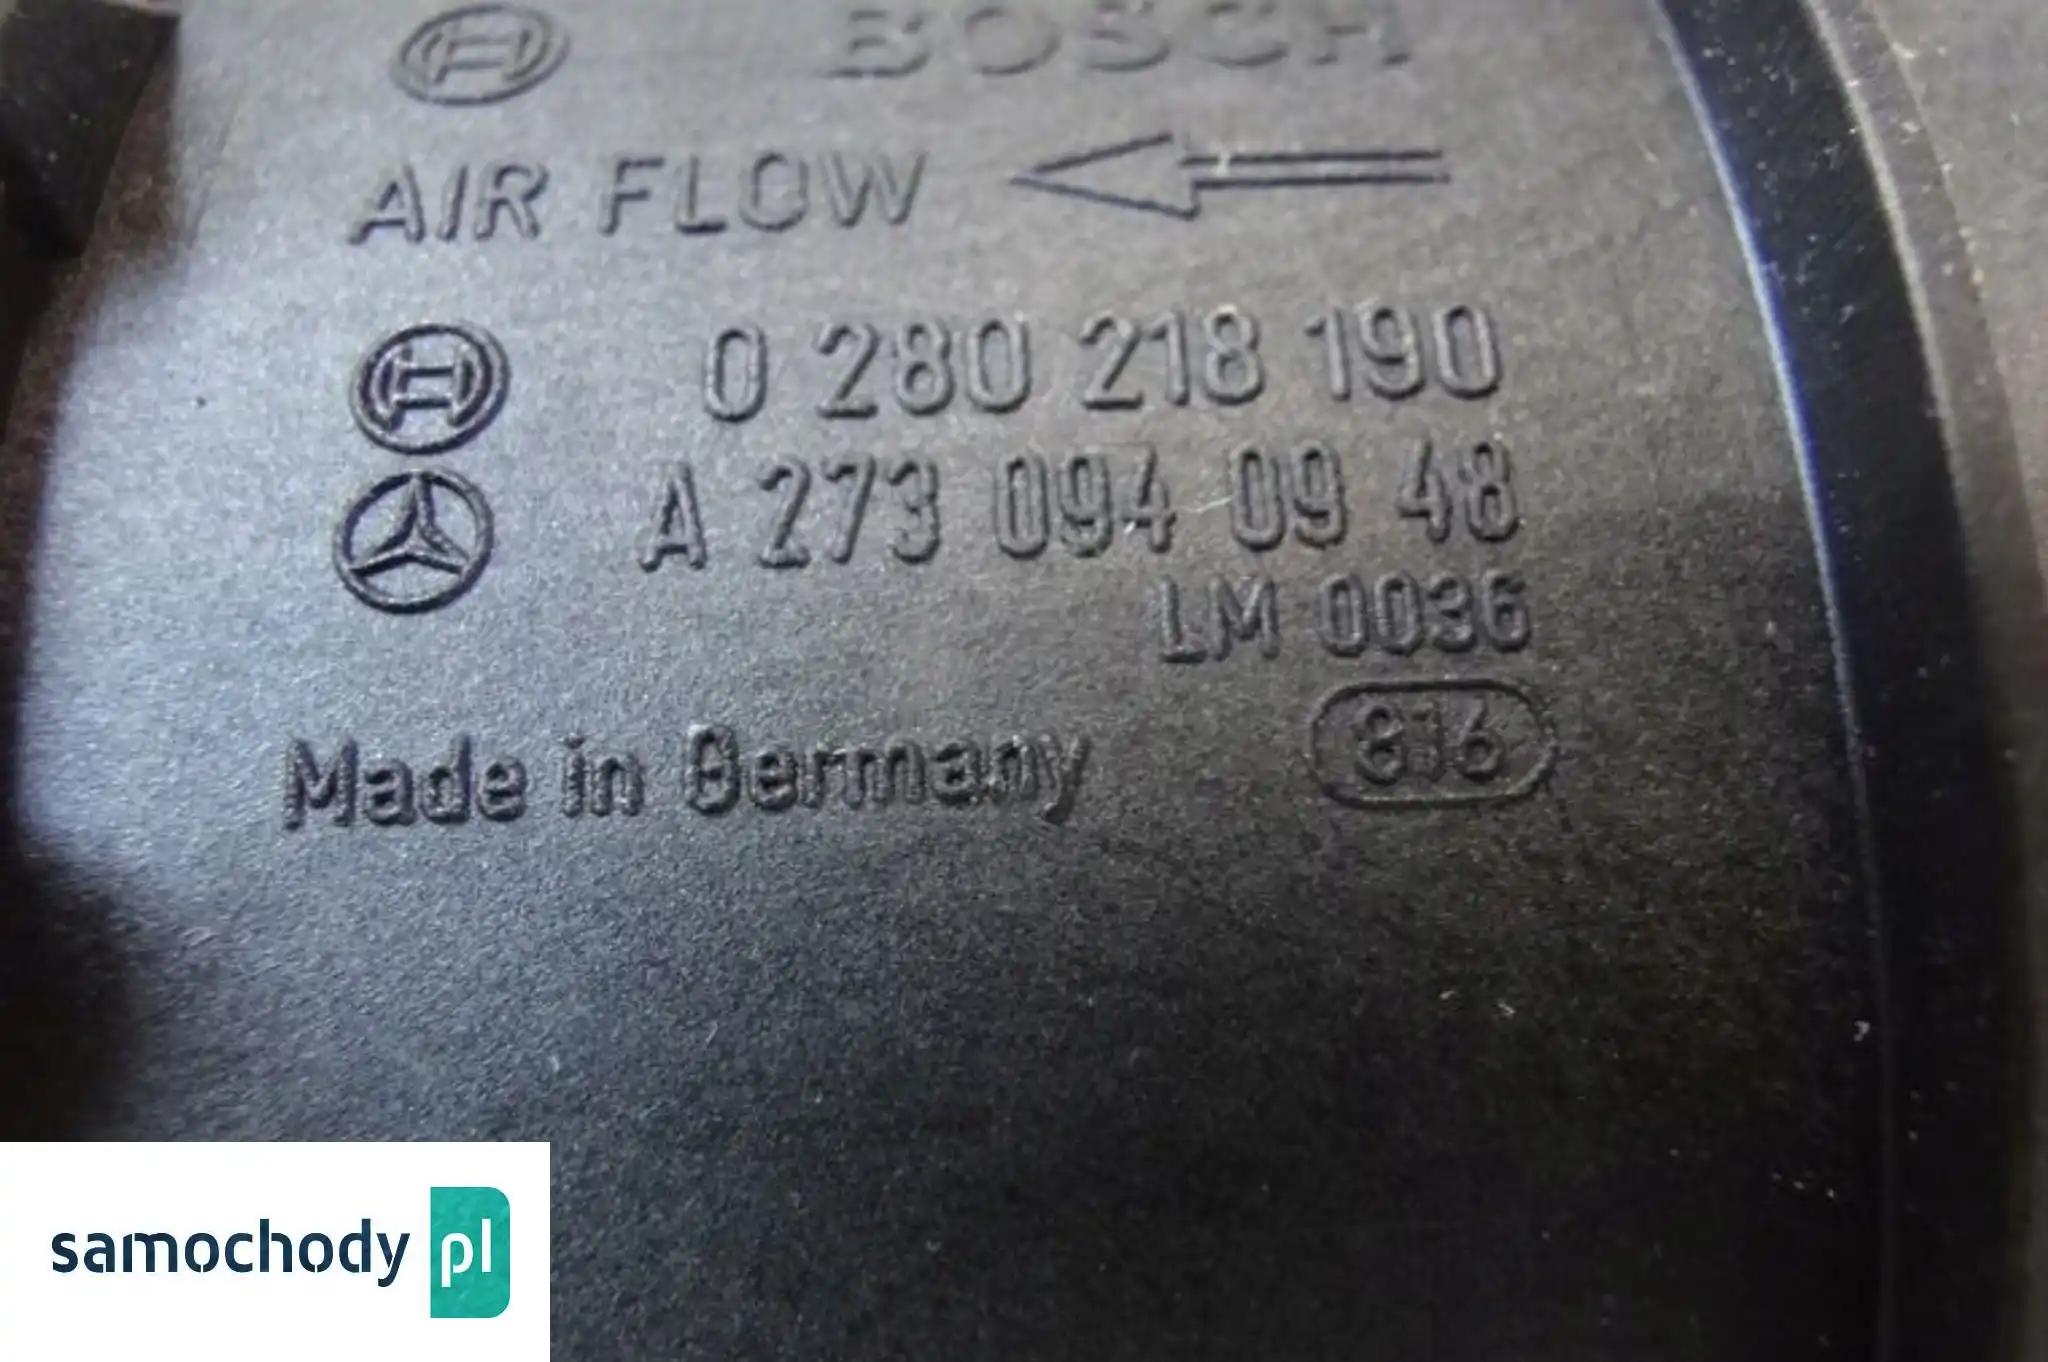 BOSCH
AIR FLOW
0 280 218 190
A 273 094 09 48
LM 0036
816
Made in Germany
samochody pl